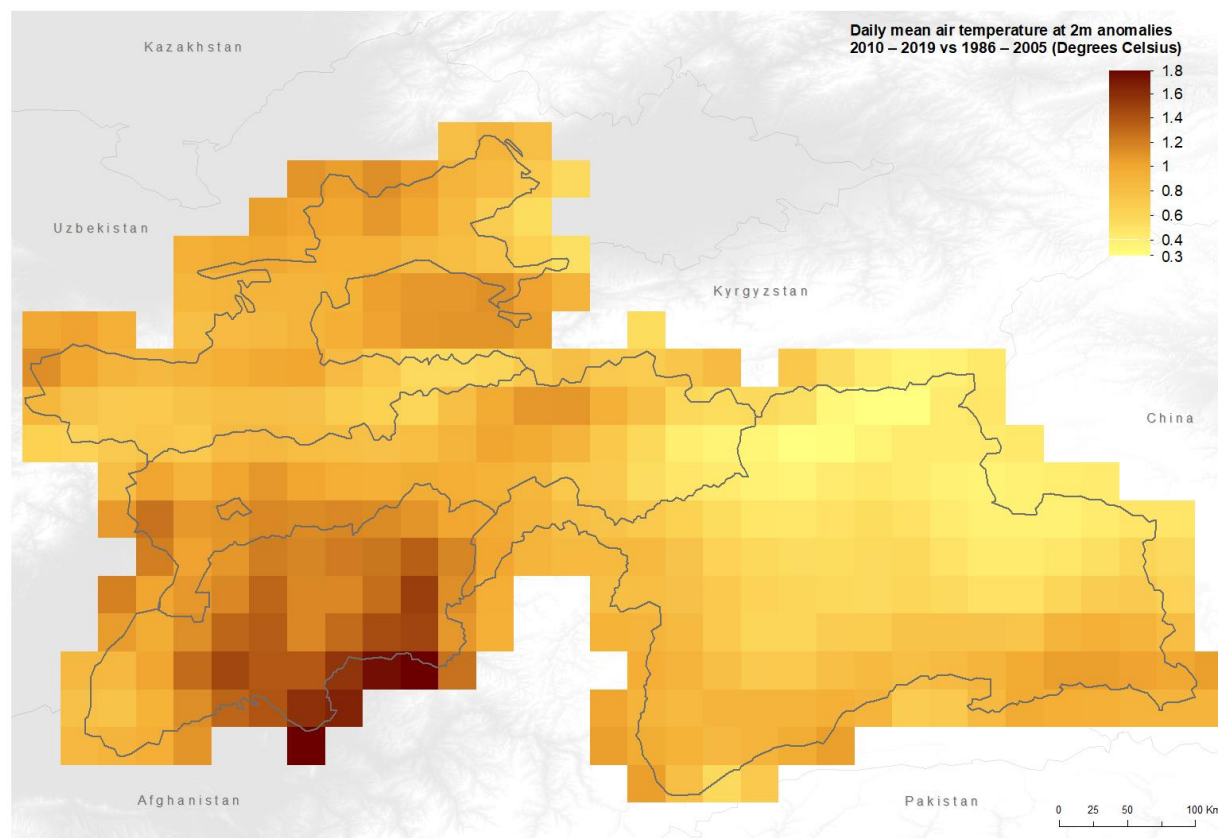 Daily mean air temperature at 2m anomalies
2010 – 2019 vs 1986 – 2005 (Degrees Celsius)
Kazakhstan
1.8
1.6
1.4
1.2
1
0.8
0.6
0.4
0.3
Uzbekistan
Kyrgyzstan
China
Afghanistan
Pakistan
0 25 50 100 Km